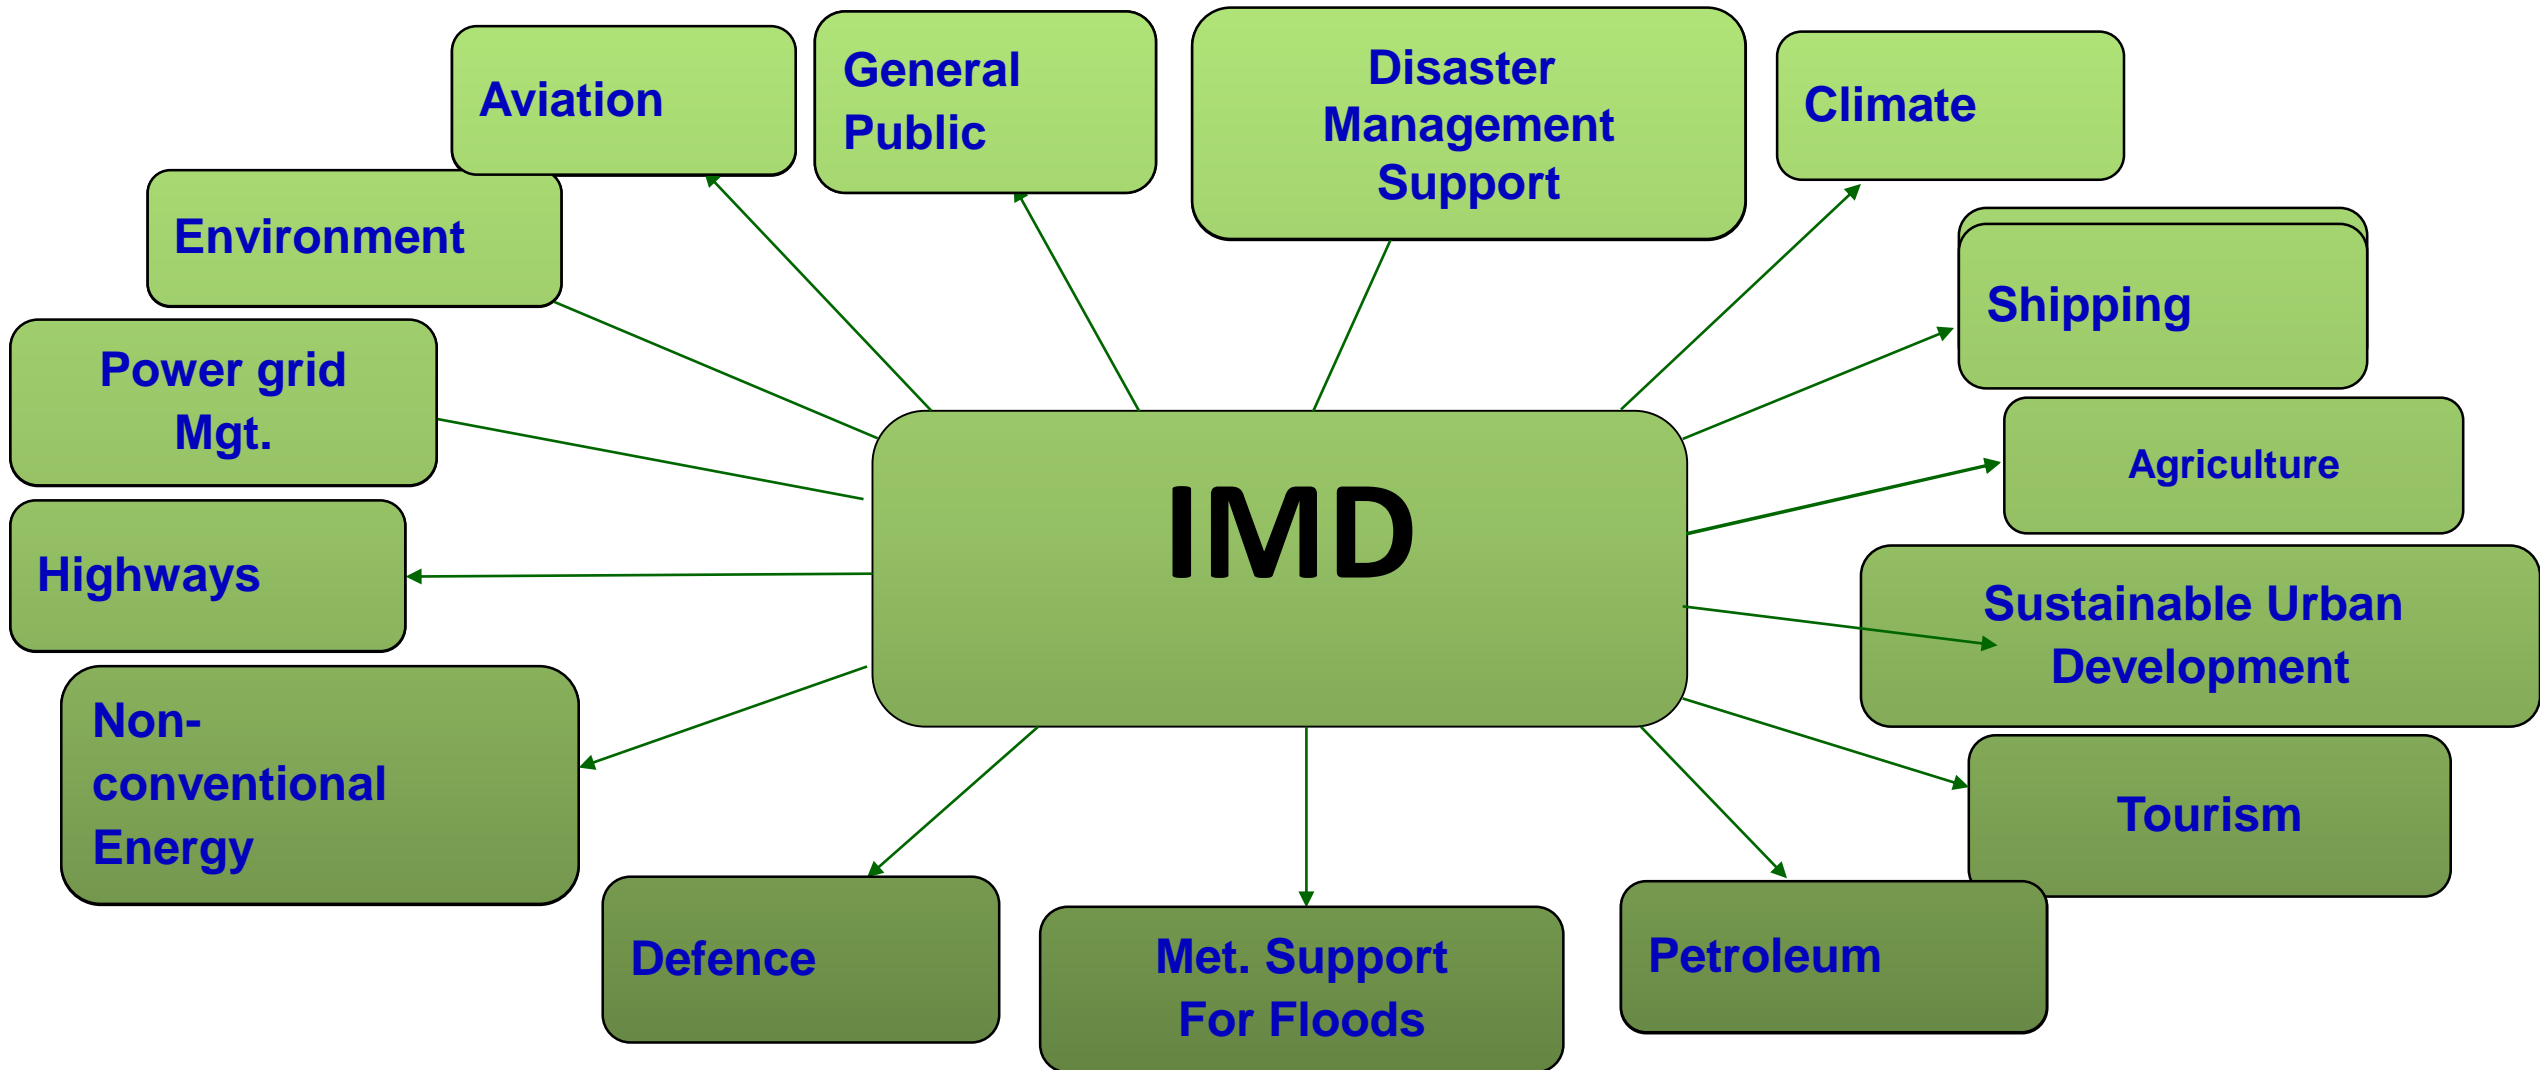 Aviation
General
Public
Disaster
Management
Support
Climate
Environment
Shipping
Power grid
Mgt.
Agriculture
IMD
Highways
Sustainable Urban
Development
Non-
conventional
Energy
Tourism
Defence
Met. Support
For Floods
Petroleum